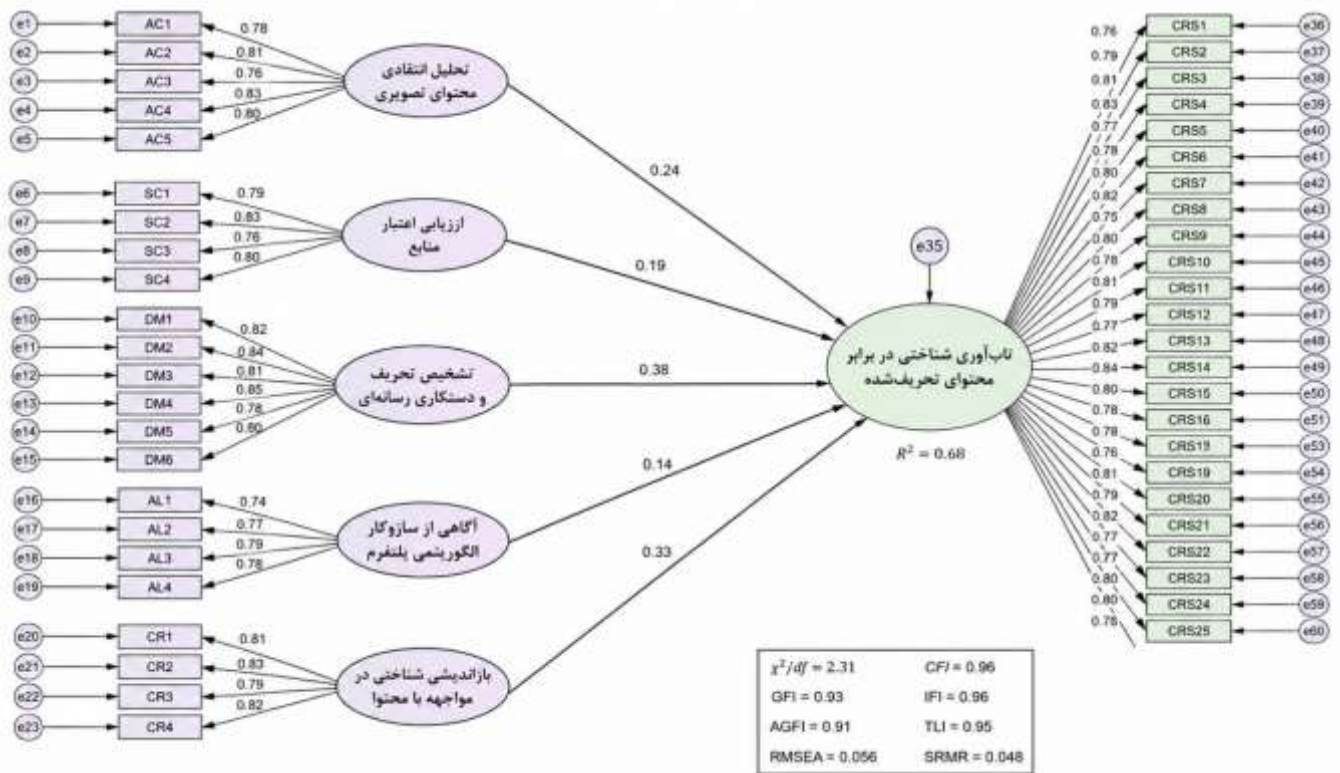 e1 AC1 0.78
e2 AC2 0.81
e3 AC3 0.76
e4 AC4 0.83
e5 AC5 0.80
تحلیل انتقادی
محتوای تصویری
0.24
e6 SC1 0.79
e7 SC2 0.83
e8 SC3 0.76
e9 SC4 0.80
ارزیابی اعتبار
منابع
0.19
e10 DM1 0.82
e11 DM2 0.84
e12 DM3 0.81
e13 DM4 0.85
e14 DM5 0.78
e15 DM6 0.80
تشخیص تحریف
و دستکاری رسانه‌ای
0.38
e16 AL1 0.74
e17 AL2 0.77
e18 AL3 0.79
e19 AL4 0.78
آگاهی از سازوکار
الگوریتمی پلتفرم
0.14
e20 CR1 0.81
e21 CR2 0.83
e22 CR3 0.79
e23 CR4 0.82
بازاندیشی شناختی در
مواجهه با محتوا
0.33
e35
تاب‌آوری شناختی در برابر
محتوای تحریف‌شده
R² = 0.68
0.76 CRS1 e36
0.79 CRS2 e37
0.81 CRS3 e38
0.83 CRS4 e39
0.77 CRS5 e40
0.78 CRS6 e41
0.80 CRS7 e42
0.82 CRS8 e43
0.75 CRS9 e44
0.80 CRS10 e45
0.78 CRS11 e46
0.81 CRS12 e47
0.79 CRS13 e48
0.77 CRS14 e49
0.82 CRS15 e50
0.84 CRS16 e51
0.80 e53
0.78 CRS19 e54
0.78 CRS20 e55
0.76 CRS21 e56
0.81 CRS22 e57
0.79 CRS23 e58
0.82 CRS24 e59
0.77 CRS25 e60
0.77
0.80
0.80
χ²/df = 2.31 CFI = 0.96
GFI = 0.93 IFI = 0.96
AGFI = 0.91 TLI = 0.95
RMSEA = 0.056 SRMR = 0.048